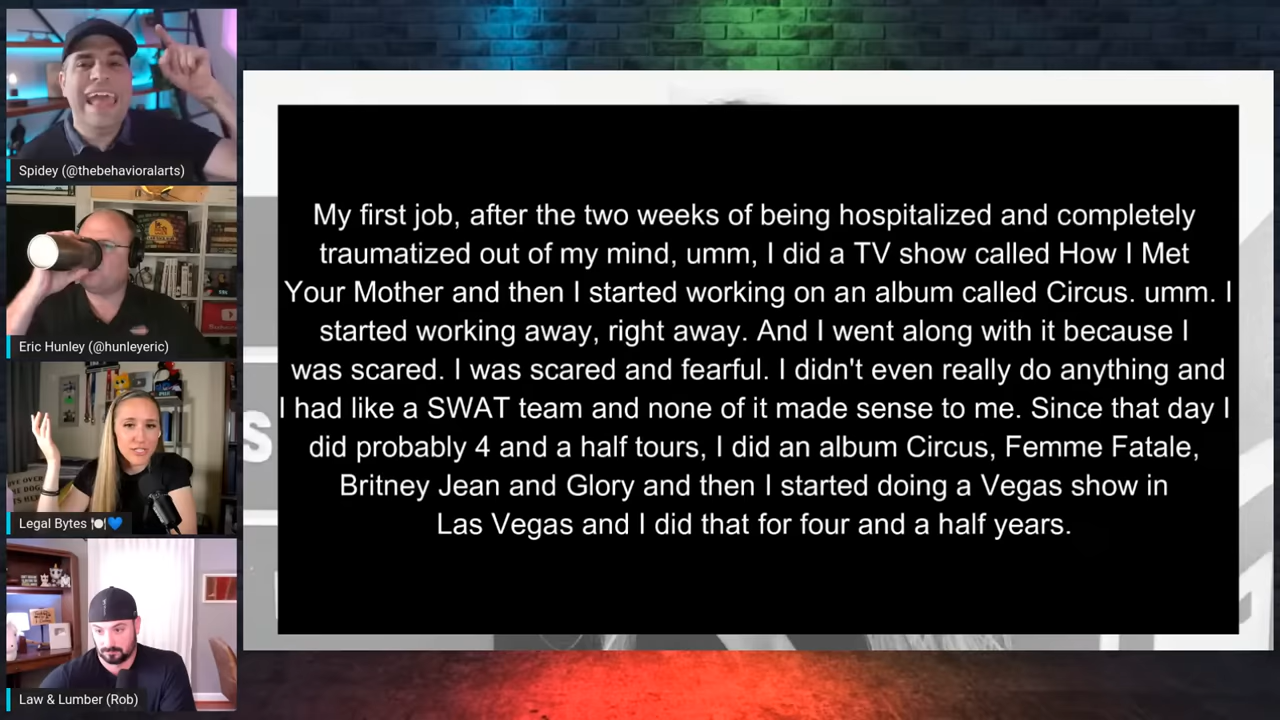 Spidey (@thebehavioralarts)
Eric Hunley (@hunleyeric)
Legal Bytes 🍽️💙
Law & Lumber (Rob)
My first job, after the two weeks of being hospitalized and completely
traumatized out of my mind, umm, I did a TV show called How I Met
Your Mother and then I started working on an album called Circus. umm. I
started working away, right away. And I went along with it because I
was scared. I was scared and fearful. I didn't even really do anything and
I had like a SWAT team and none of it made sense to me. Since that day I
did probably 4 and a half tours, I did an album Circus, Femme Fatale,
Britney Jean and Glory and then I started doing a Vegas show in
Las Vegas and I did that for four and a half years.